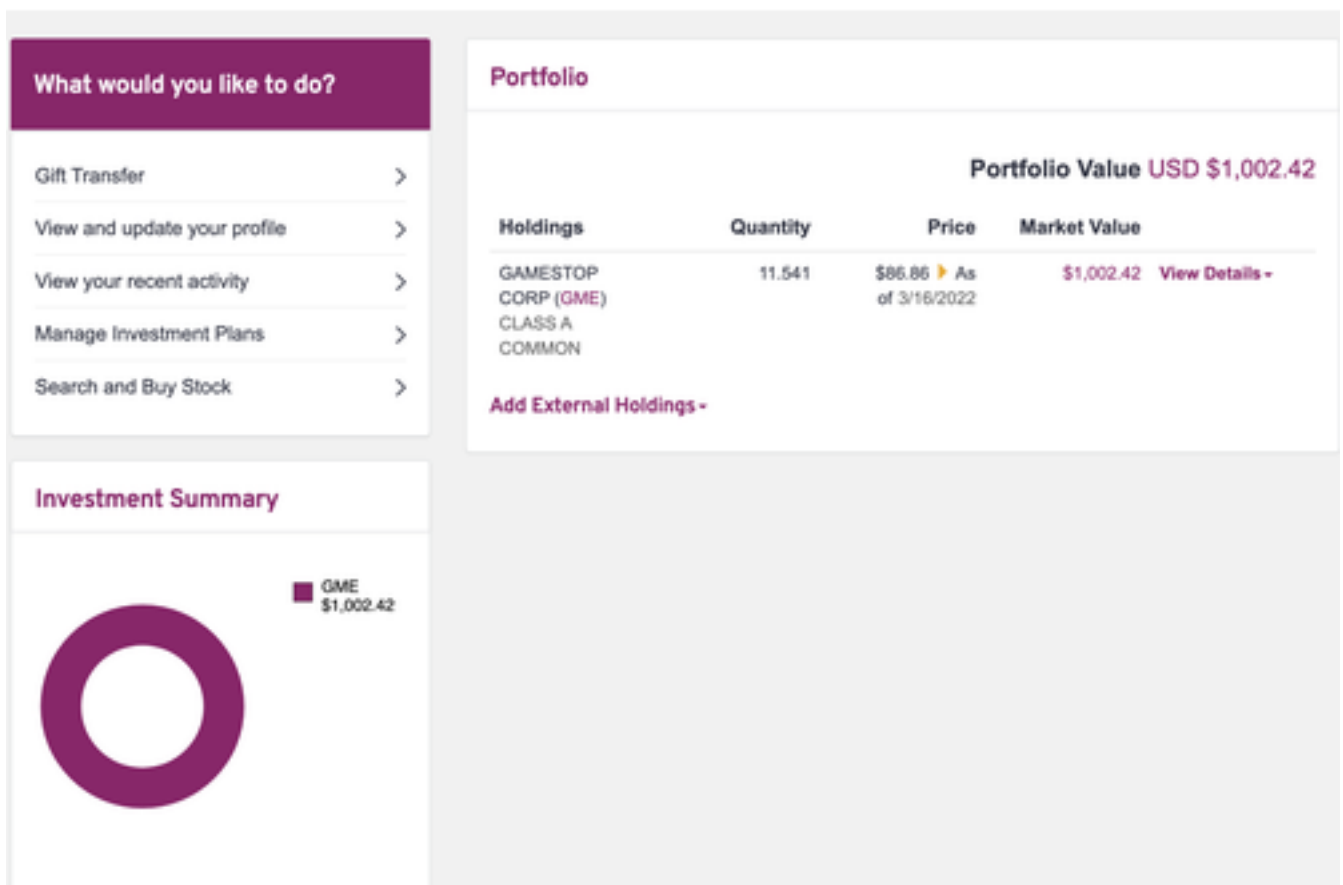 What would you like to do?
Gift Transfer
View and update your profile
View your recent activity
Manage Investment Plans
Search and Buy Stock
Portfolio
Portfolio Value USD $1,002.42
Holdings Quantity Price Market Value
GAMESTOP 11.541 $86.86 As $1,002.42 View Details
CORP (GME) of 3/16/2022
CLASS A
COMMON
Add External Holdings
Investment Summary
GME
$1,002.42